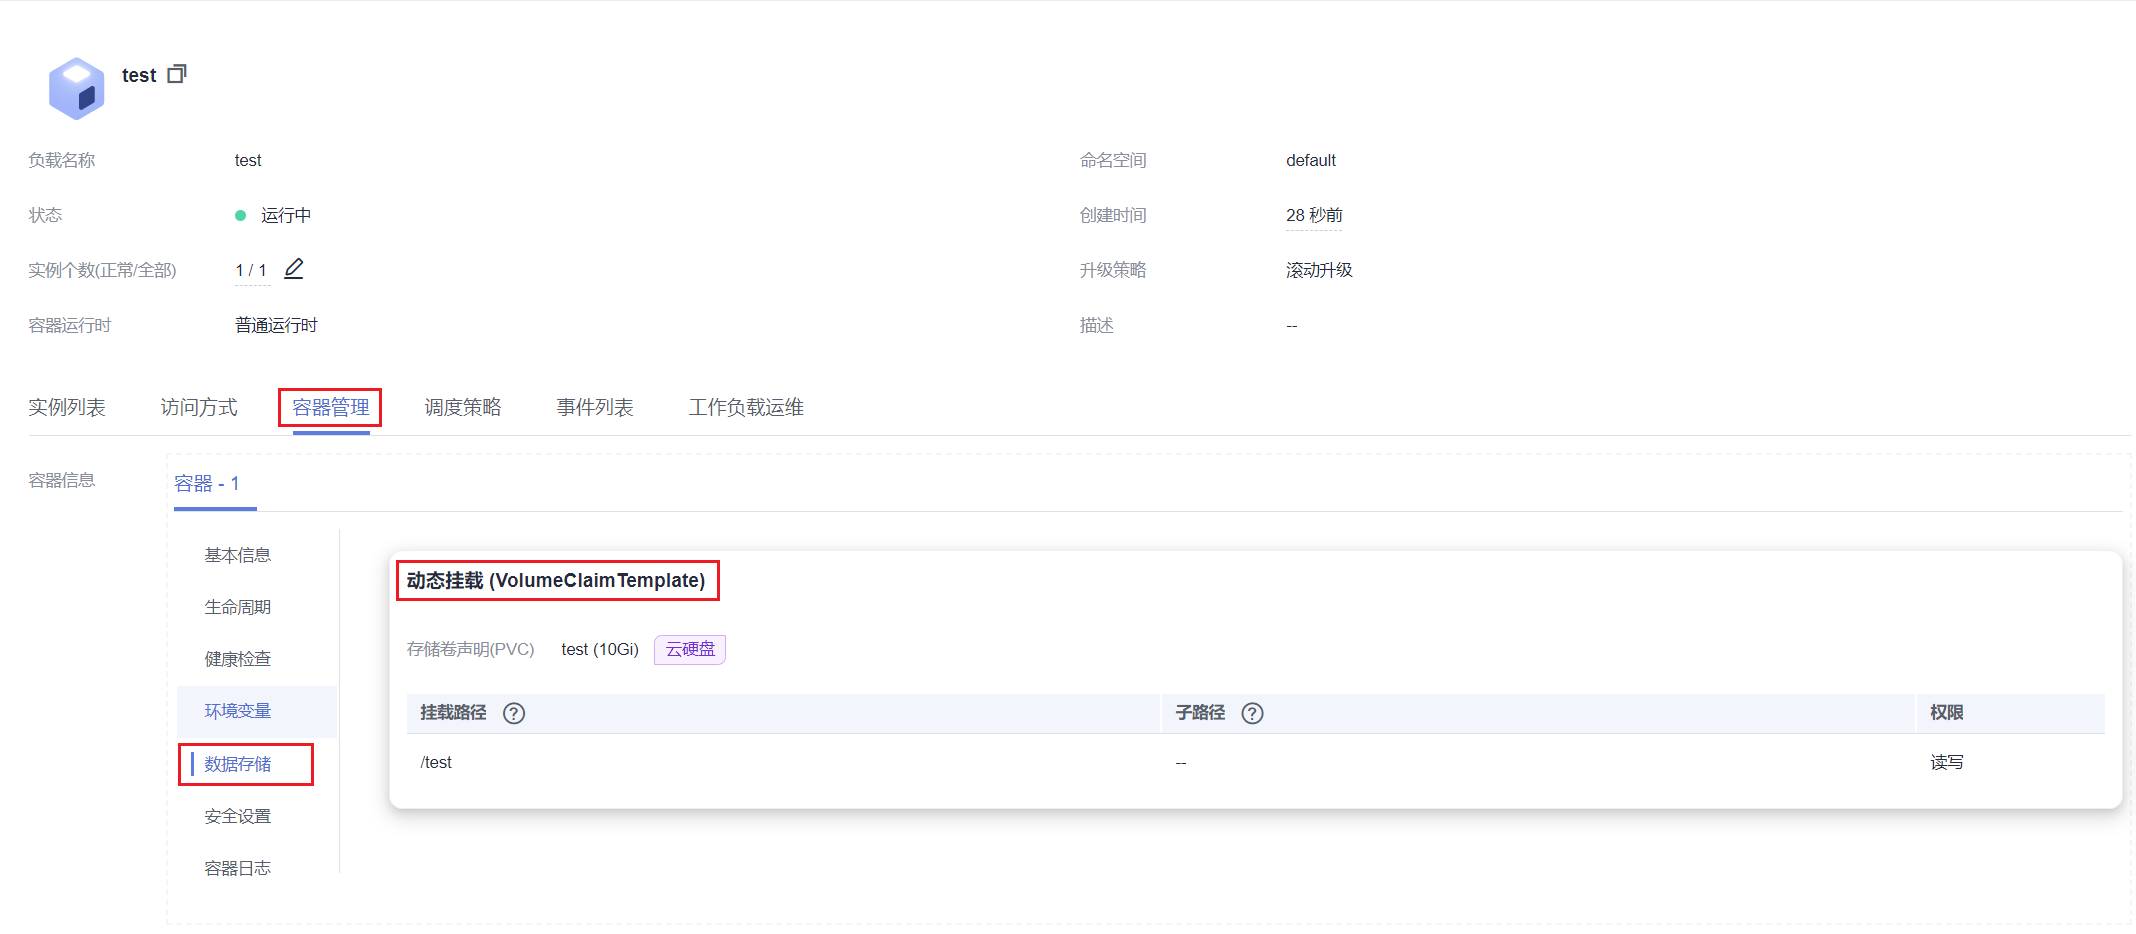 test
负载名称 test 命名空间 default
状态 运行中 创建时间 28 秒前
实例个数(正常/全部) 1 / 1 升级策略 滚动升级
容器运行时 普通运行时 描述 --
实例列表 访问方式 容器管理 调度策略 事件列表 工作负载运维
容器信息
容器 - 1
基本信息
生命周期
健康检查
环境变量
数据存储
安全设置
容器日志
动态挂载 (VolumeClaimTemplate)
存储卷声明(PVC) test (10Gi) 云硬盘
挂载路径 ? 子路径 ? 权限
/test -- 读写